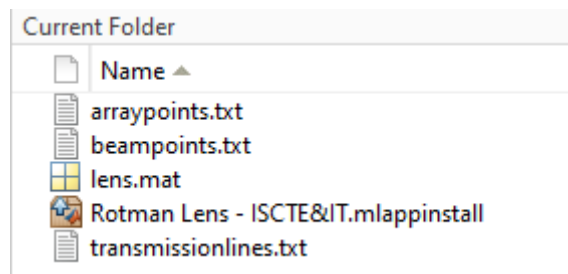 Current Folder
Name
arraypoints.txt
beampoints.txt
lens.mat
Rotman Lens - ISCTE&IT.mlappinstall
transmissionlines.txt